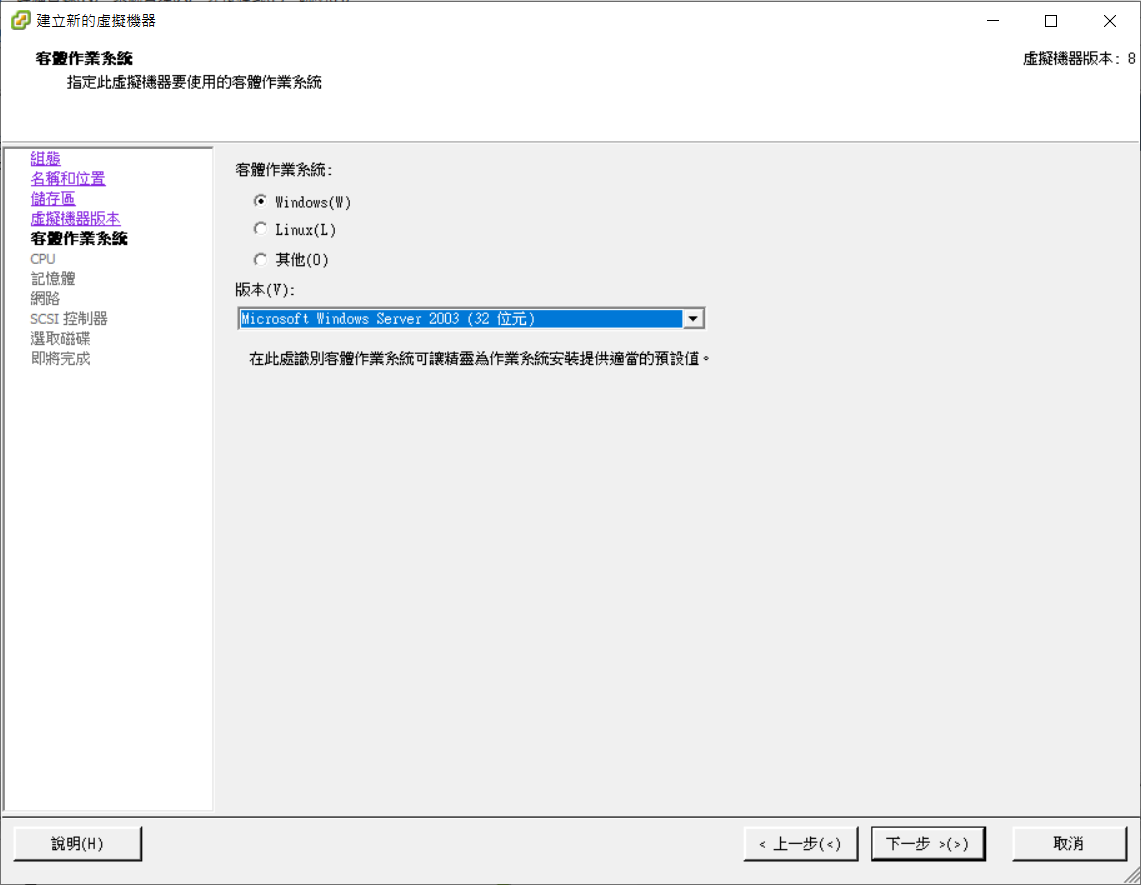 建立新的虛擬機器
客體作業系統
指定此虛擬機器要使用的客體作業系統
虛擬機器版本: 8
組態
名稱和位置
儲存區
虛擬機器版本
客體作業系統
CPU
記憶體
網路
SCSI 控制器
選取磁碟
即將完成
客體作業系統:
Windows(W)
Linux(L)
其他(O)
版本(V):
Microsoft Windows Server 2003 (32 位元)
在此處識別客體作業系統可讓精靈為作業系統安裝提供適當的預設值。
說明(H)
< 上一步(<)
下一步 >(>)
取消